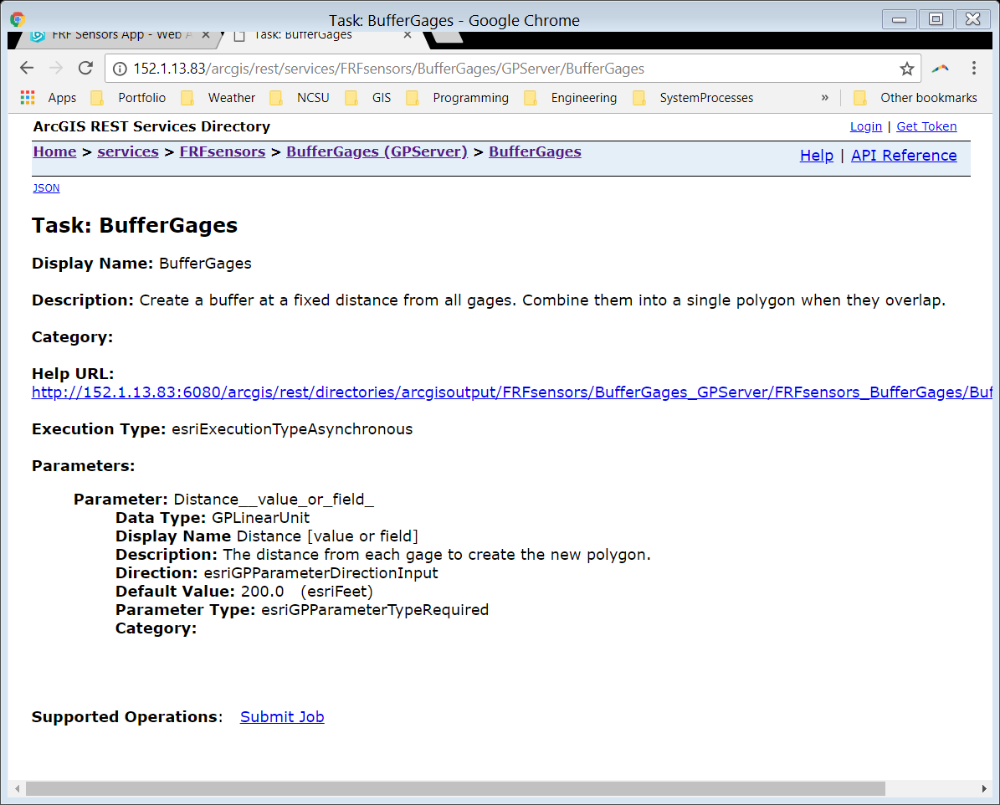 Task: BufferGages - Google Chrome
FRF Sensors App - Web A
Task: BufferGages
152.1.13.83/arcgis/rest/services/FRFsensors/BufferGages/GPServer/BufferGages
Apps Portfolio Weather NCSU GIS Programming Engineering SystemProcesses » Other bookmarks
ArcGIS REST Services Directory
Login | Get Token
Home > services > FRFsensors > BufferGages (GPServer) > BufferGages
Help | API Reference
JSON
Task: BufferGages
Display Name: BufferGages
Description: Create a buffer at a fixed distance from all gages. Combine them into a single polygon when they overlap.
Category:
Help URL:
http://152.1.13.83:6080/arcgis/rest/directories/arcgisoutput/FRFsensors/BufferGages_GPServer/FRFsensors_BufferGages/Buf
Execution Type: esriExecutionTypeAsynchronous
Parameters:
Parameter: Distance__value_or_field_
Data Type: GPLinearUnit
Display Name Distance [value or field]
Description: The distance from each gage to create the new polygon.
Direction: esriGPParameterDirectionInput
Default Value: 200.0 (esriFeet)
Parameter Type: esriGPParameterTypeRequired
Category:
Supported Operations: Submit Job